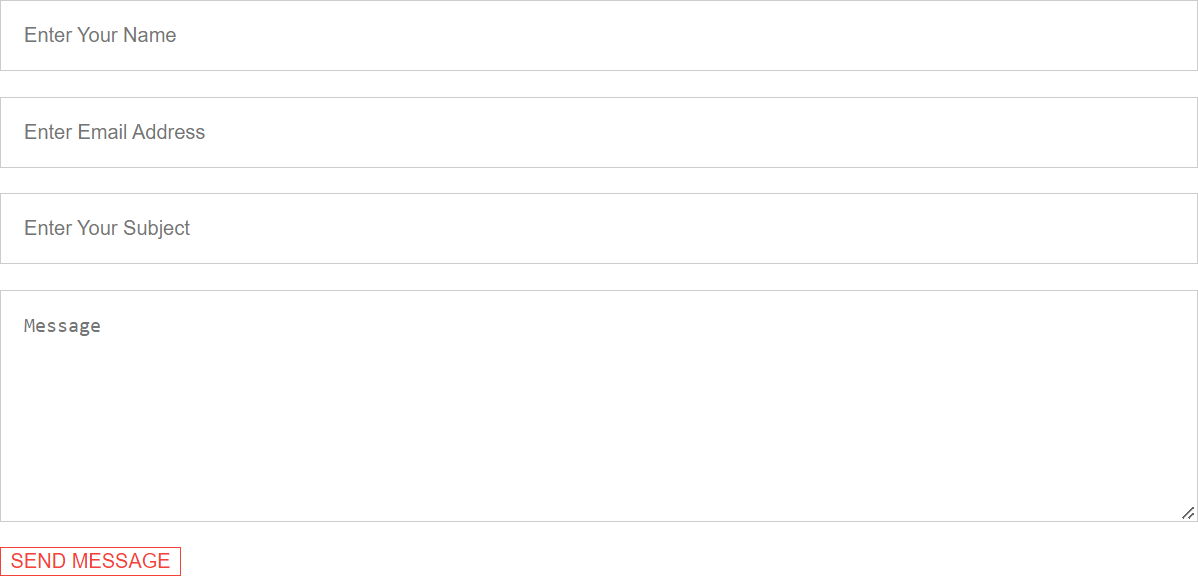 Enter Your Name
Enter Email Address
Enter Your Subject
Message
SEND MESSAGE